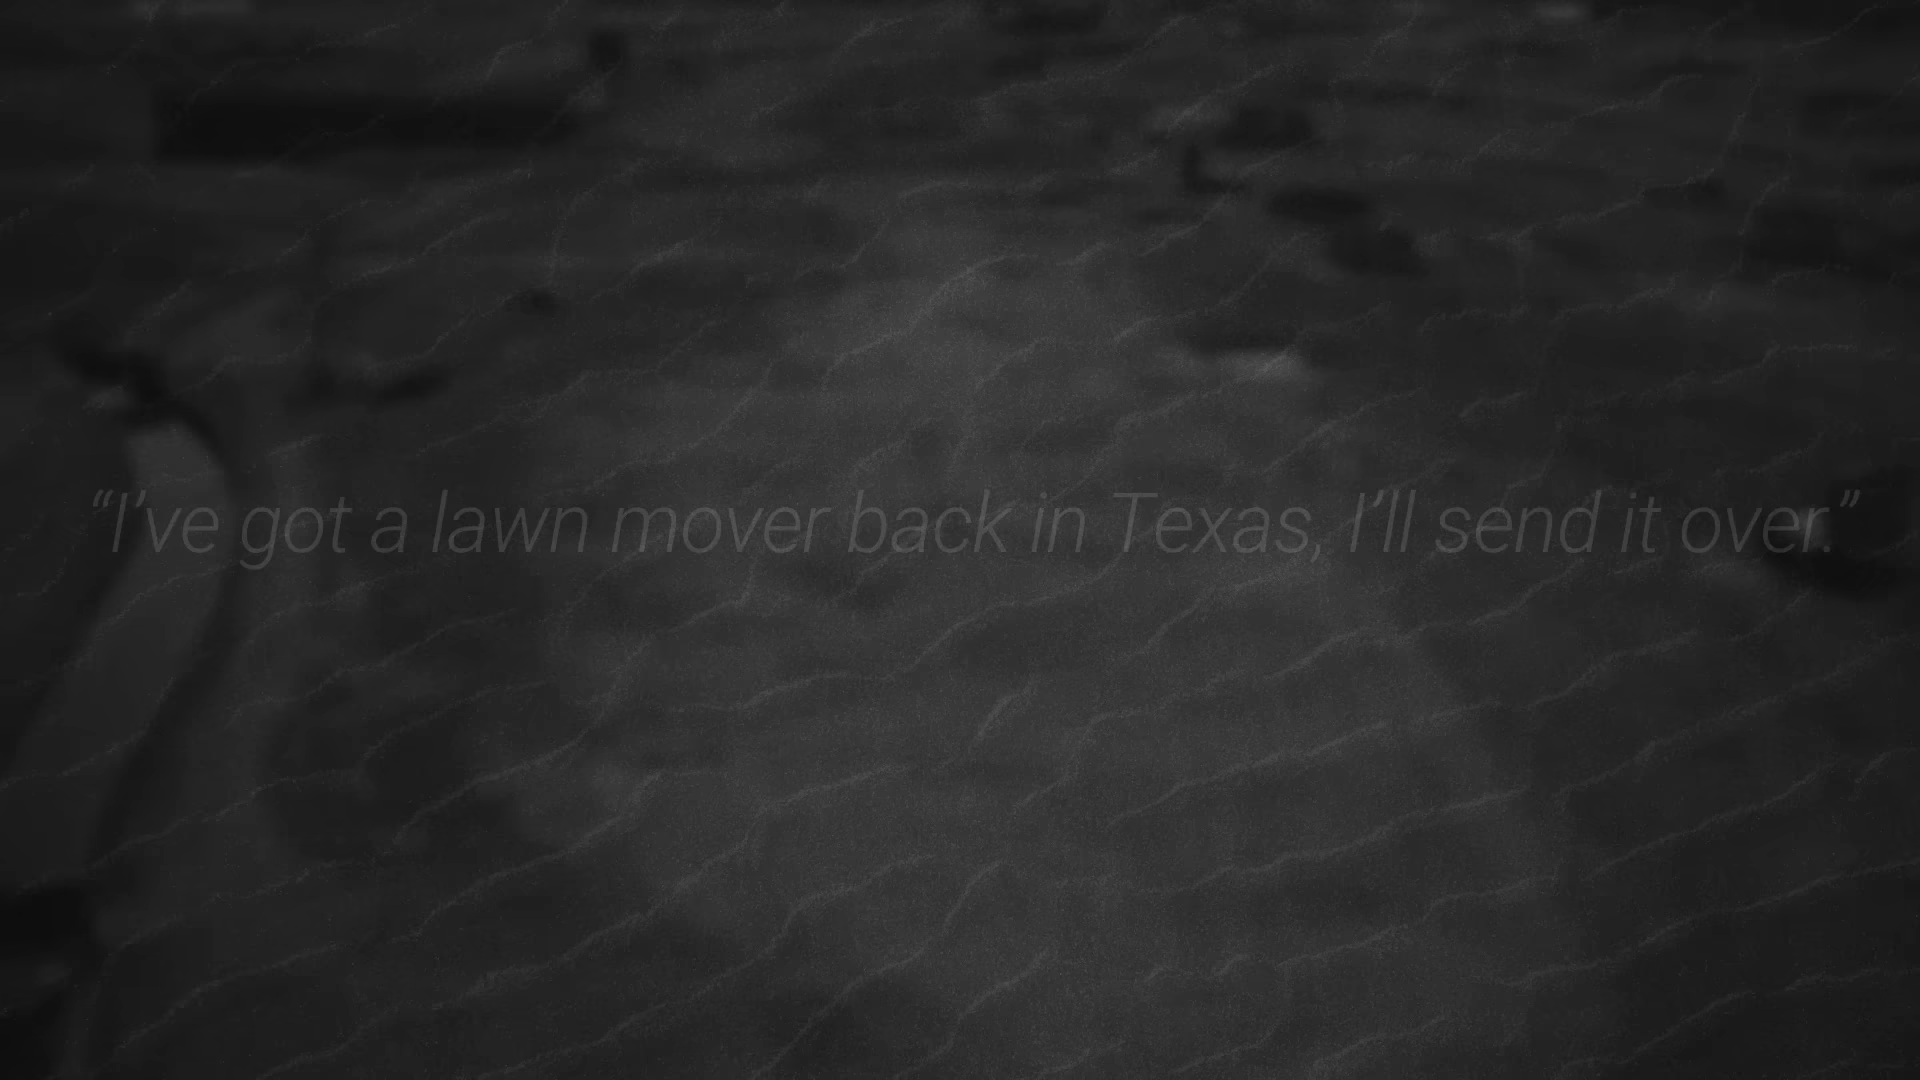 “I’ve got a lawn mover back in Texas, I’ll send it over.”